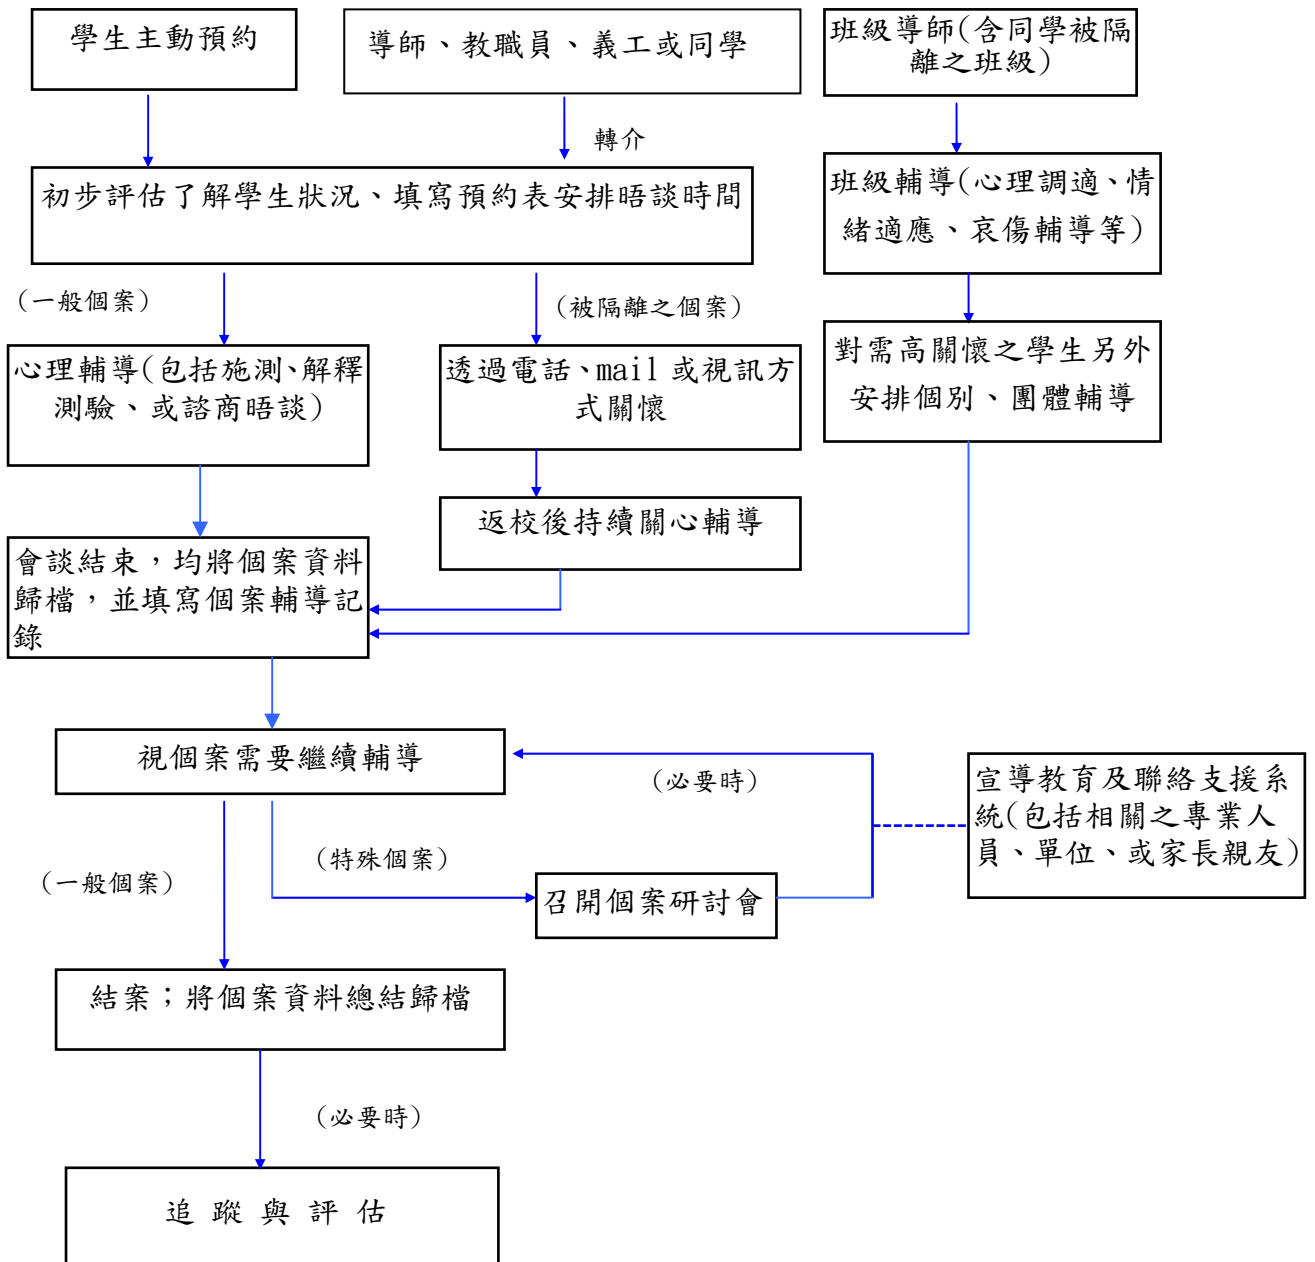 學生主動預約
導師、教職員、義工或同學
班級導師(含同學被隔
離之班級)
轉介
初步評估了解學生狀況、填寫預約表安排晤談時間
班級輔導(心理調適、情
緒適應、哀傷輔導等)
(一般個案)
(被隔離之個案)
心理輔導(包括施測、解釋
測驗、或諮商晤談)
透過電話、mail 或視訊方
式關懷
對需高關懷之學生另外
安排個別、團體輔導
返校後持續關心輔導
會談結束，均將個案資料
歸檔，並填寫個案輔導記
錄
視個案需要繼續輔導
(必要時)
宣導教育及聯絡支援系
統(包括相關之專業人
員、單位、或家長親友)
(特殊個案)
(一般個案)
召開個案研討會
結案；將個案資料總結歸檔
(必要時)
追 蹤 與 評 估